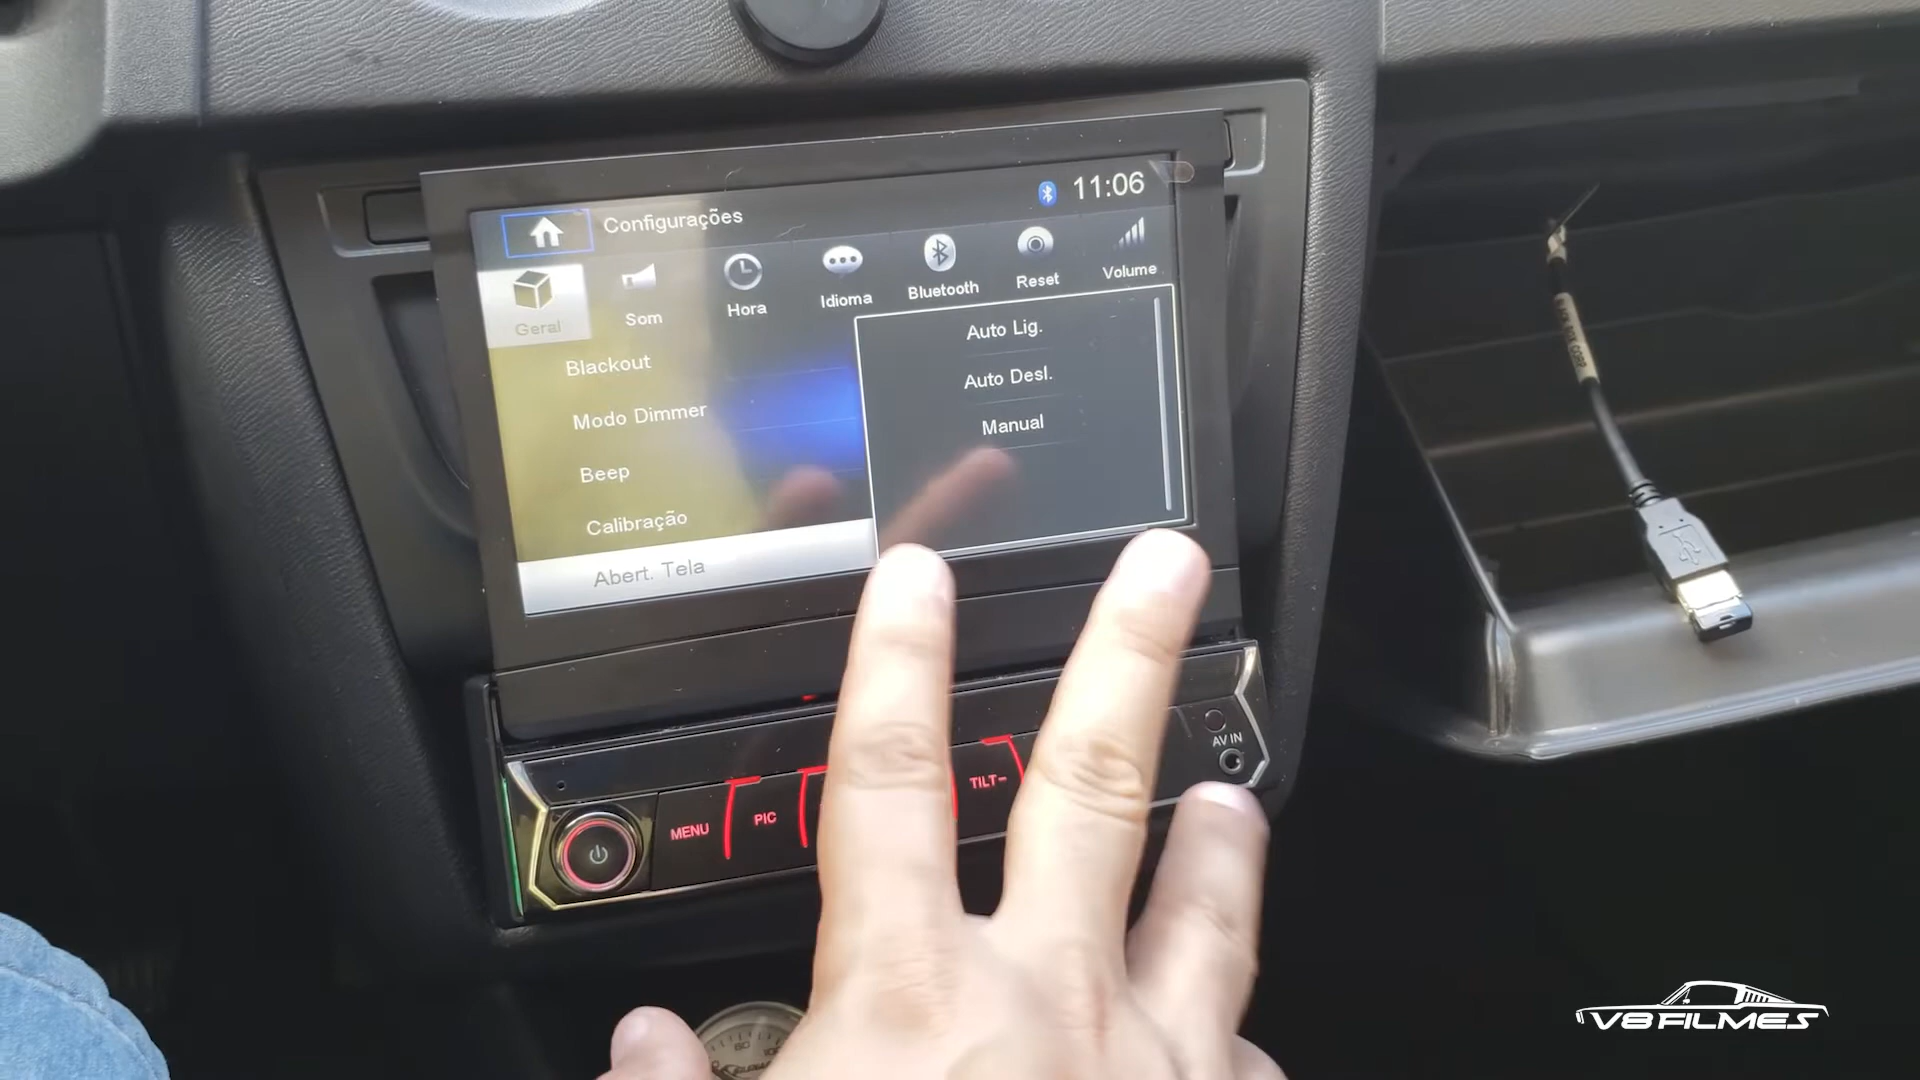 Configurações
11:06
Geral
Som
Hora
Idioma
Bluetooth
Reset
Volume
Blackout
Modo Dimmer
Beep
Calibração
Abert. Tela
Auto Lig.
Auto Desl.
Manual
MENU
PIC
TILT-
AV IN
V8 FILMES